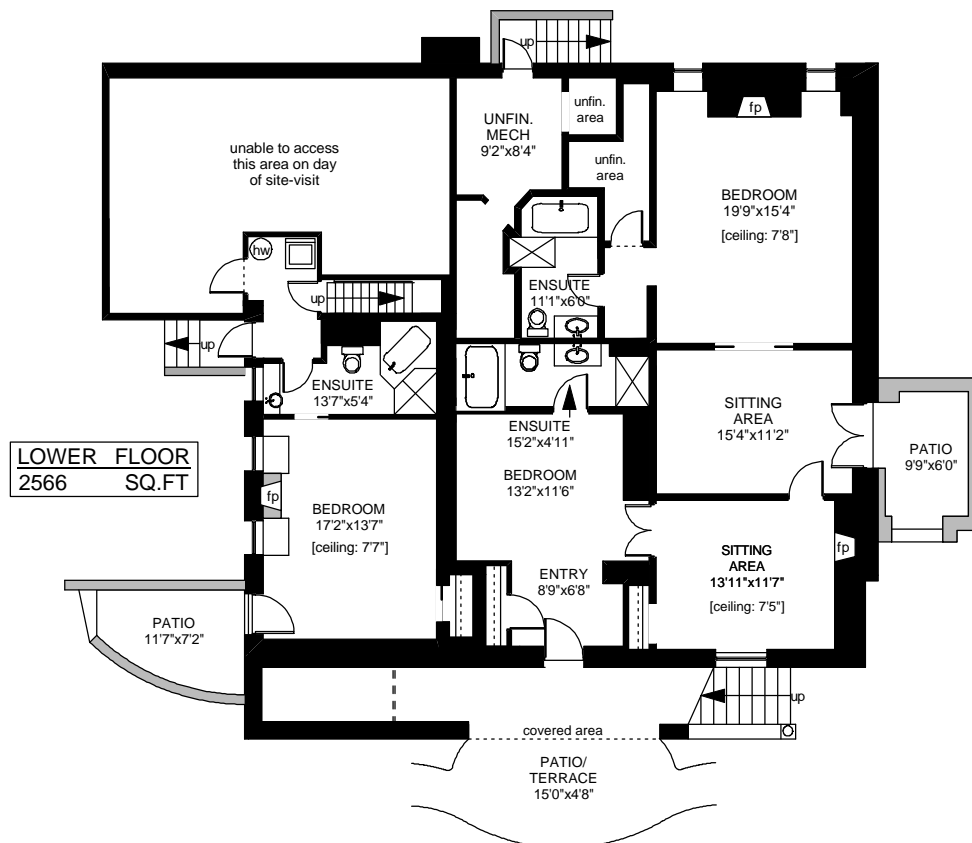 up
unable to access
this area on day
of site-visit
UNFIN.
MECH
9'2"x8'4"
unfin.
area
unfin.
area
fp
BEDROOM
19'9"x15'4"
[ceiling: 7'8"]
hw
up
up
ENSUITE
11'1"x6'0"
ENSUITE
13'7"x5'4"
ENSUITE
15'2"x4'11"
BEDROOM
13'2"x11'6"
SITTING
AREA
15'4"x11'2"
PATIO
9'9"x6'0"
LOWER FLOOR
2566 SQ.FT
fp
BEDROOM
17'2"x13'7"
[ceiling: 7'7"]
SITTING
AREA
13'11"x11'7"
[ceiling: 7'5"]
fp
ENTRY
8'9"x6'8"
PATIO
11'7"x7'2"
up
covered area
PATIO/
TERRACE
15'0"x4'8"